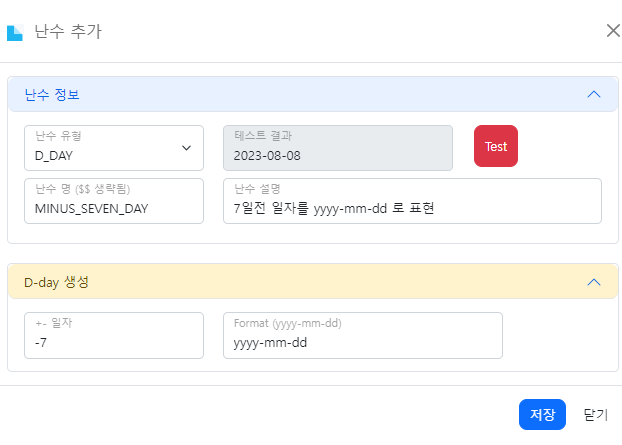 난수 추가
난수 정보
난수 유형
D_DAY
테스트 결과
2023-08-08
Test
난수 명 ($$ 생략됨)
MINUS_SEVEN_DAY
난수 설명
7일전 일자를 yyyy-mm-dd 로 표현
D-day 생성
+- 일자
-7
Format (yyyy-mm-dd)
yyyy-mm-dd
저장
닫기